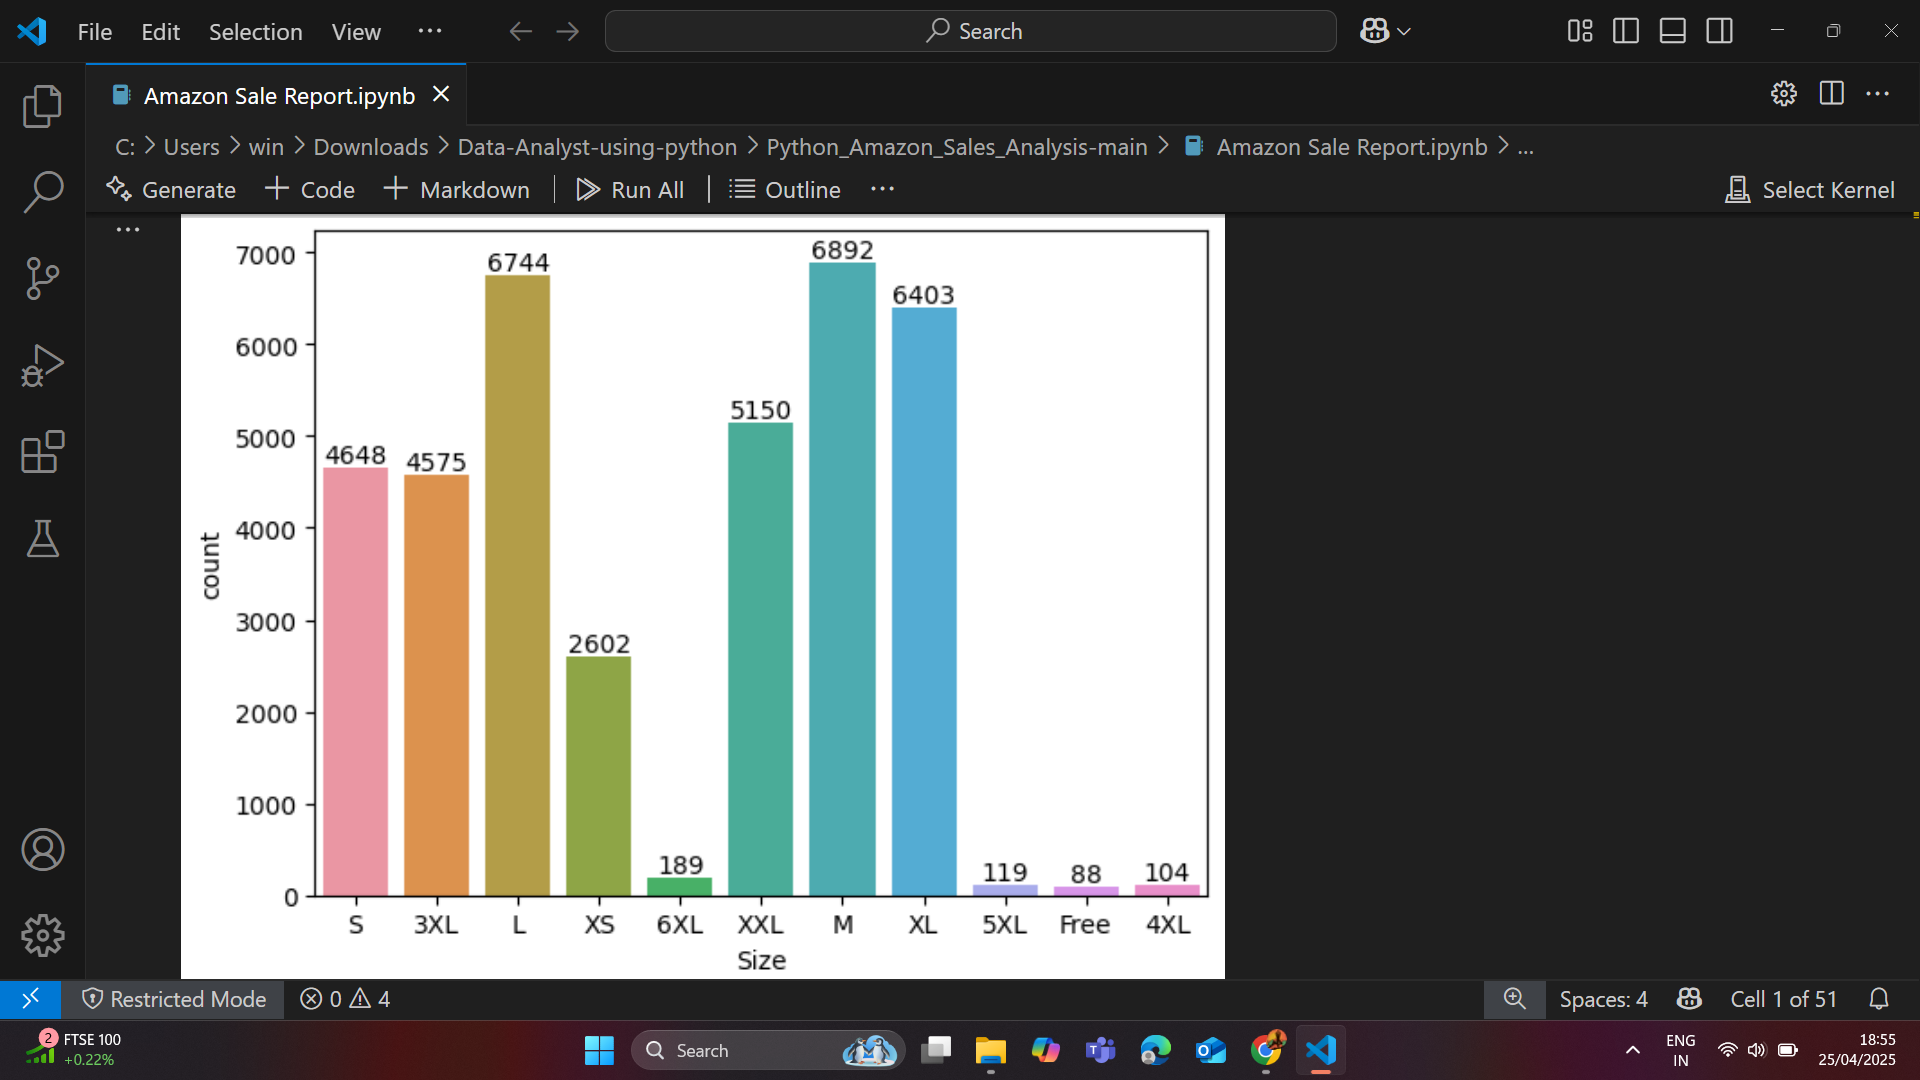 File Edit Selection View ··· Search
Amazon Sale Report.ipynb
C: > Users > win > Downloads > Data-Analyst-using-python > Python_Amazon_Sales_Analysis-main > Amazon Sale Report.ipynb > ...
Generate + Code + Markdown Run All Outline ··· Select Kernel
7000
6000
5000
4000
3000
2000
1000
0
count
4648
4575
6744
2602
189
5150
6892
6403
119
88
104
S 3XL L XS 6XL XXL M XL 5XL Free 4XL
Size
Restricted Mode 0 4 Spaces: 4 Cell 1 of 51
2 FTSE 100
+0.22%
Search
ENG
IN
18:55
25/04/2025